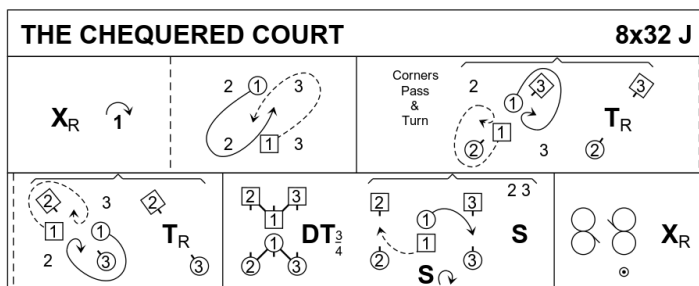 THE CHEQUERED COURT 8x32 J
X R 1
2 1 3
2 1 3
Corners
Pass
&
Turn
2 3 3
1
1
2 3 2
T R
2 3 2
1 1
2 3 3
T R
2 3
1
1
2 3
DT 3/4
2 3
2 3
1
1
2 3
S
S
X R